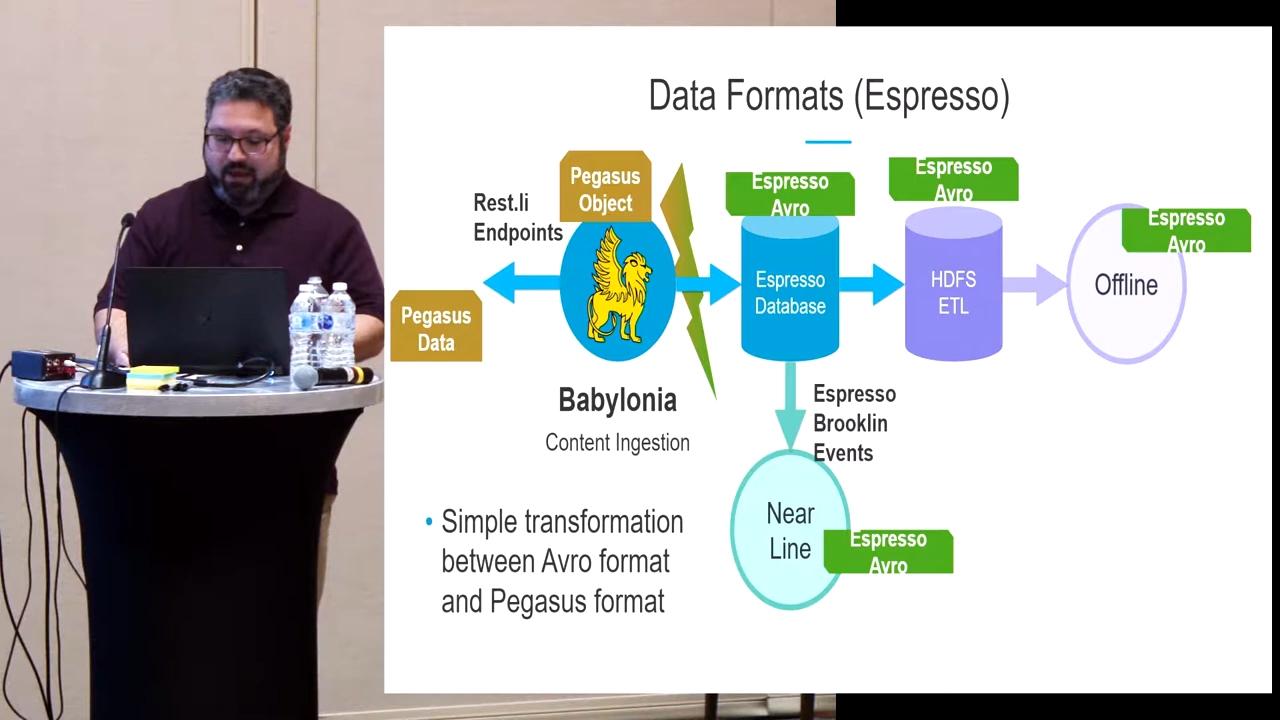 Data Formats (Espresso)
Rest.li
Endpoints
Pegasus
Object
Espresso
Avro
Espresso
Avro
Espresso
Avro
Espresso
Database
HDFS
ETL
Offline
Pegasus
Data
Babylonia
Content Ingestion
Espresso
Brooklin
Events
Near
Line
Espresso
Avro
• Simple transformation
between Avro format
and Pegasus format